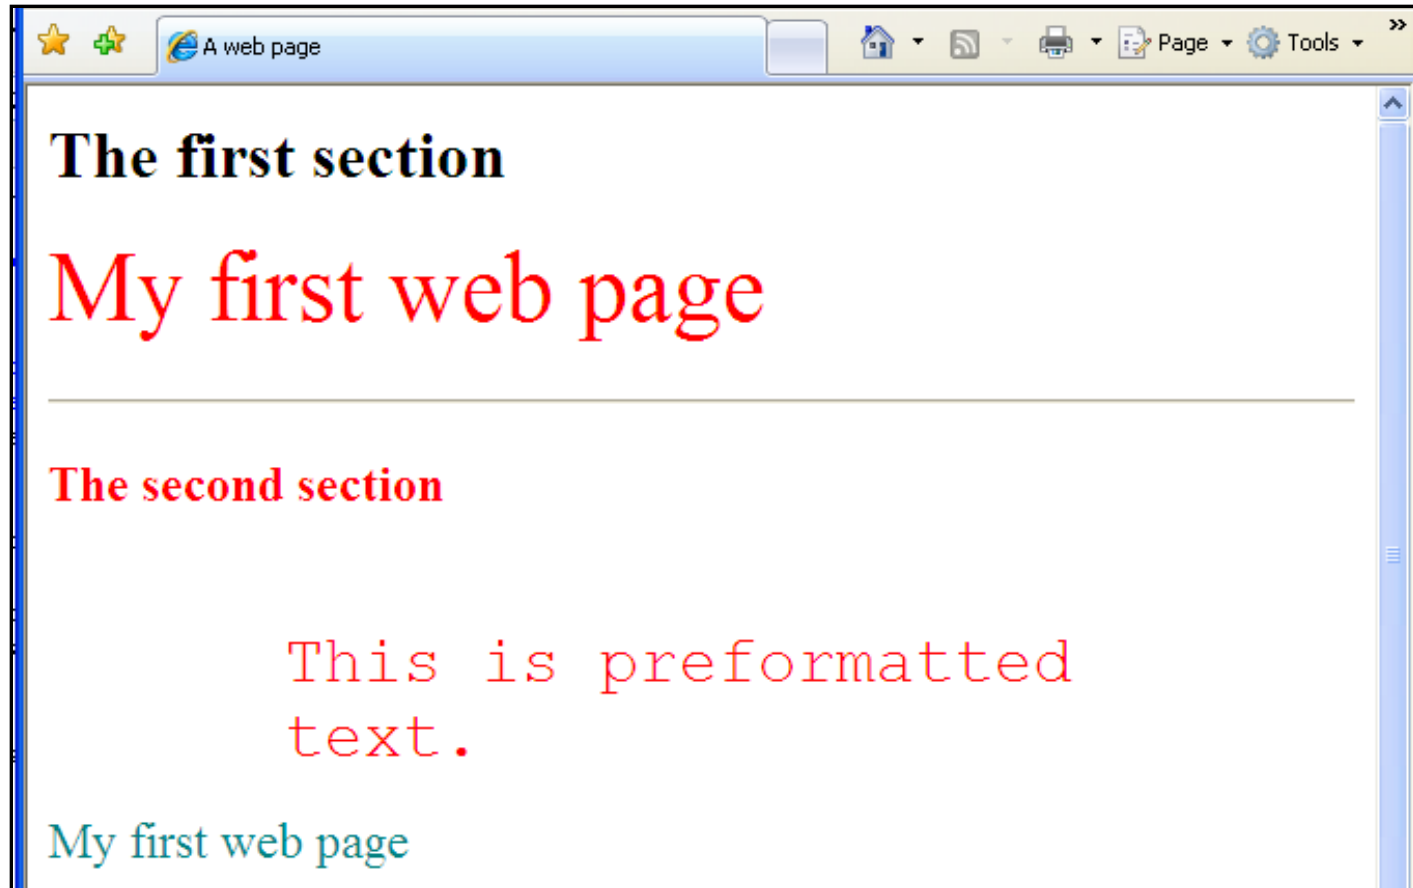 A web page
Page
Tools
The first section
My first web page
The second section
This is preformatted
text.
My first web page